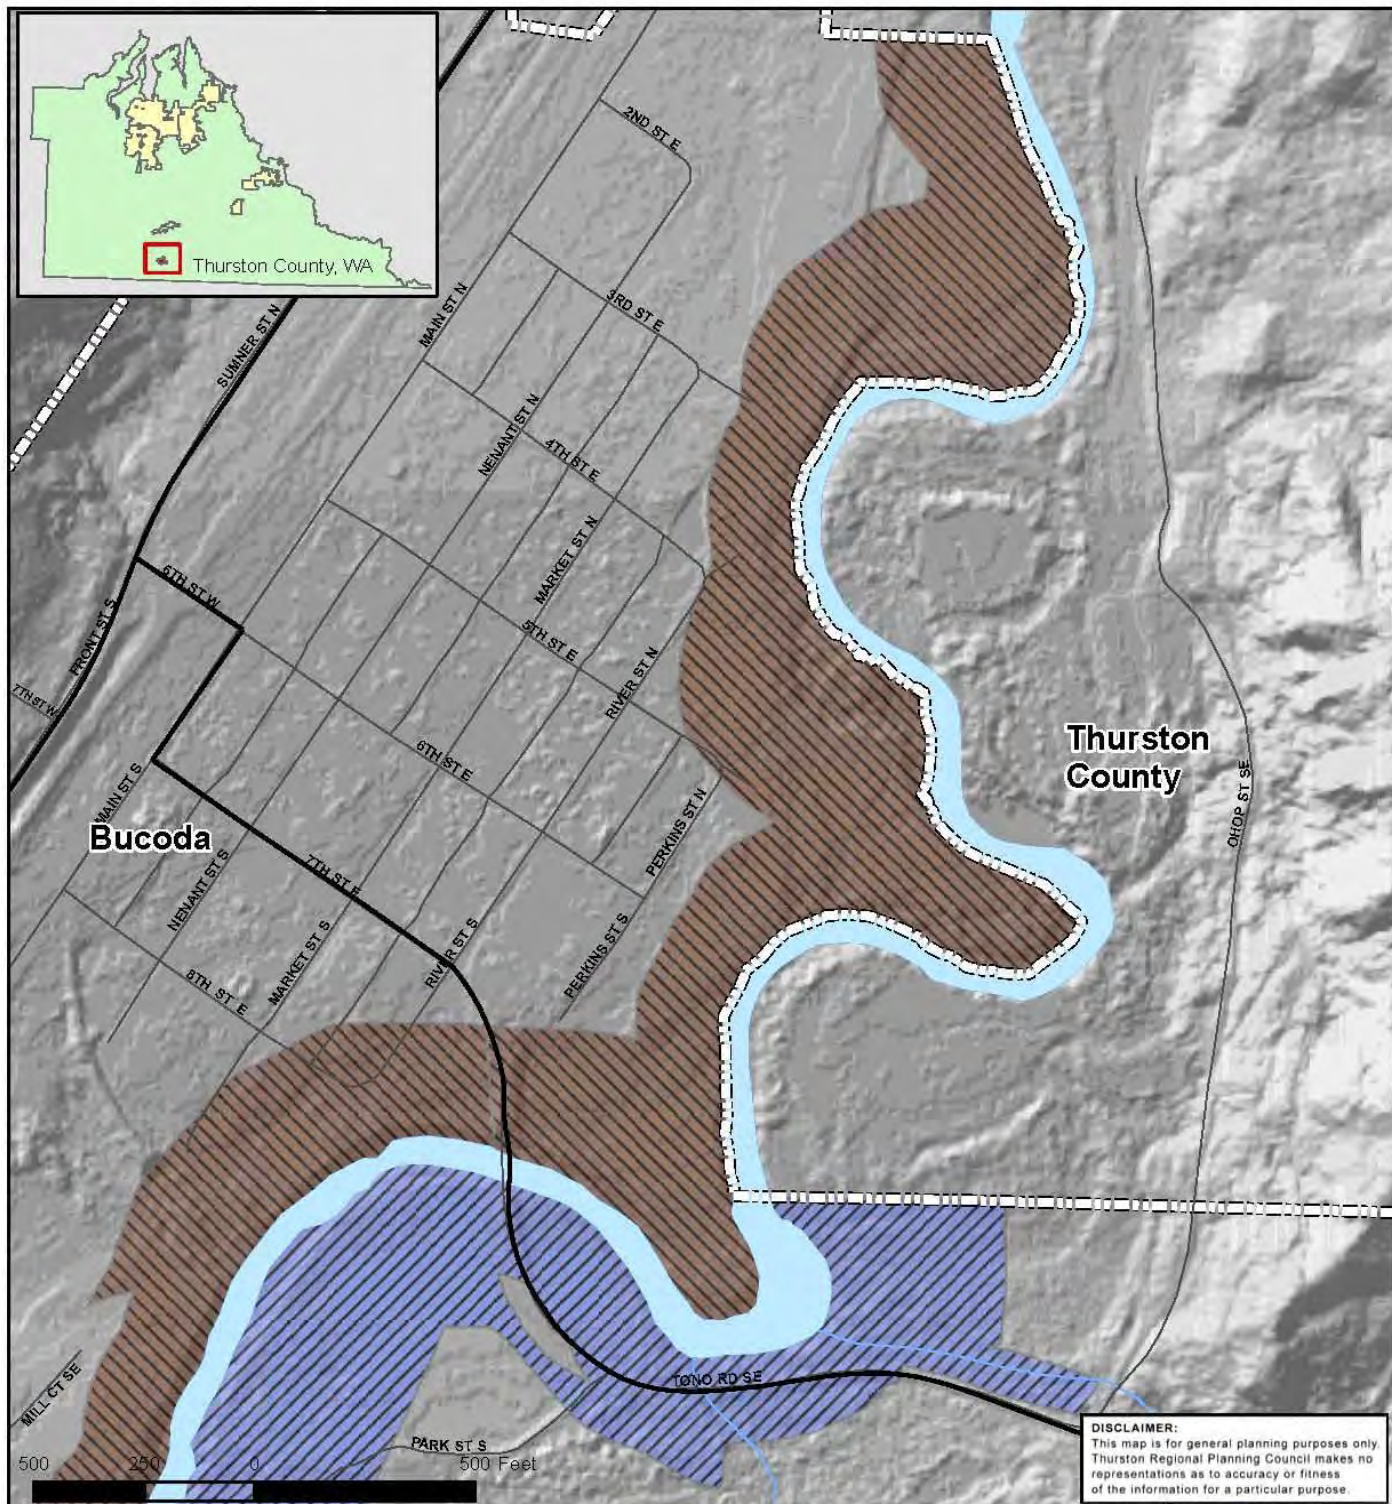 Thurston County, WA
2ND ST E
MAIN ST N
3RD ST E
SUMNER ST N
NENANT ST N
4TH ST E
MARKET ST N
6TH ST W
FRONT ST S
5TH ST E
RIVER ST N
7TH ST W
6TH ST E
Thurston
County
OHOP ST SE
MAIN ST S
Bucoda
PERKINS ST N
NENANT ST S
7TH ST E
MARKET ST S
RIVER ST S
PERKINS ST S
8TH ST E
TONO RD SE
MILL CT SE
PARK ST S
500 250 0 500 Feet
DISCLAIMER:
This map is for general planning purposes only.
Thurston Regional Planning Council makes no
representations as to accuracy or fitness
of the information for a particular purpose.